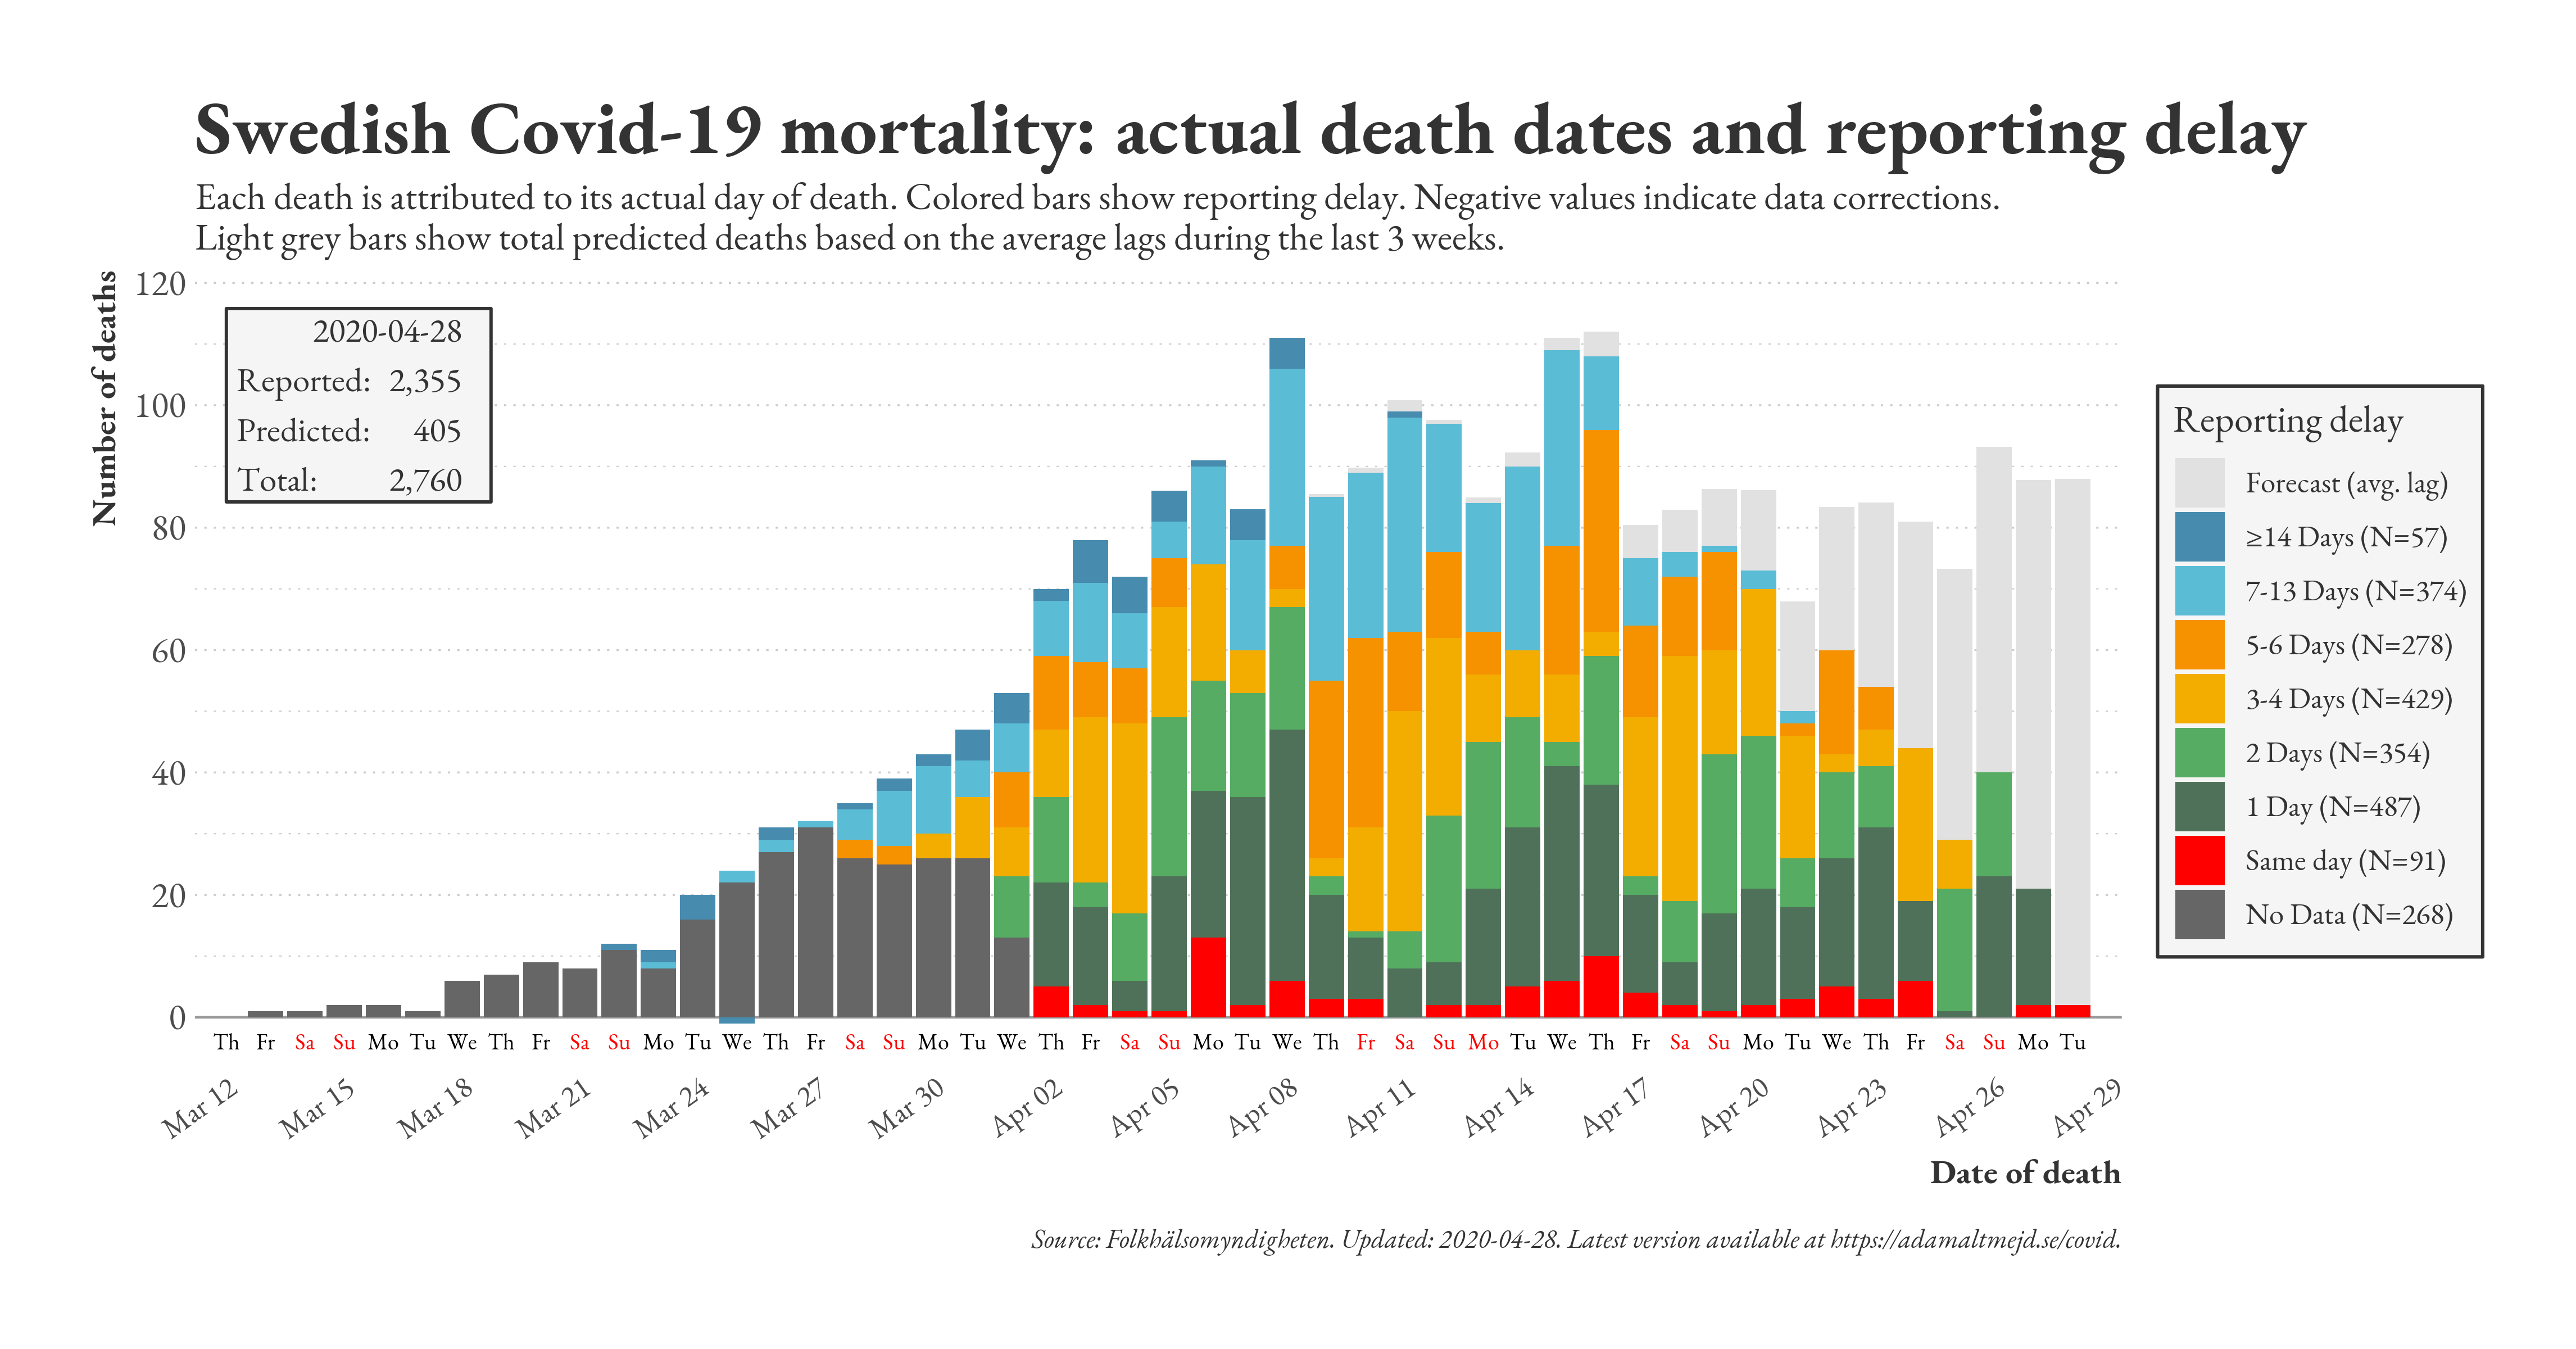 Swedish Covid-19 mortality: actual death dates and reporting delay
Each death is attributed to its actual day of death. Colored bars show reporting delay. Negative values indicate data corrections.
Light grey bars show total predicted deaths based on the average lags during the last 3 weeks.
Number of deaths
120
100
80
60
40
20
0
2020-04-28
Reported: 2,355
Predicted: 405
Total: 2,760
Reporting delay
Forecast (avg. lag)
≥14 Days (N=57)
7-13 Days (N=374)
5-6 Days (N=278)
3-4 Days (N=429)
2 Days (N=354)
1 Day (N=487)
Same day (N=91)
No Data (N=268)
Th Fr Sa Su Mo Tu We Th Fr Sa Su Mo Tu We Th Fr Sa Su Mo Tu We Th Fr Sa Su Mo Tu We Th Fr Sa Su Mo Tu We Th Fr Sa Su Mo Tu We Th Fr Sa Su Mo Tu
Mar 12 Mar 15 Mar 18 Mar 21 Mar 24 Mar 27 Mar 30 Apr 02 Apr 05 Apr 08 Apr 11 Apr 14 Apr 17 Apr 20 Apr 23 Apr 26 Apr 29
Date of death
Source: Folkhälsomyndigheten. Updated: 2020-04-28. Latest version available at https://adamaltmejd.se/covid.